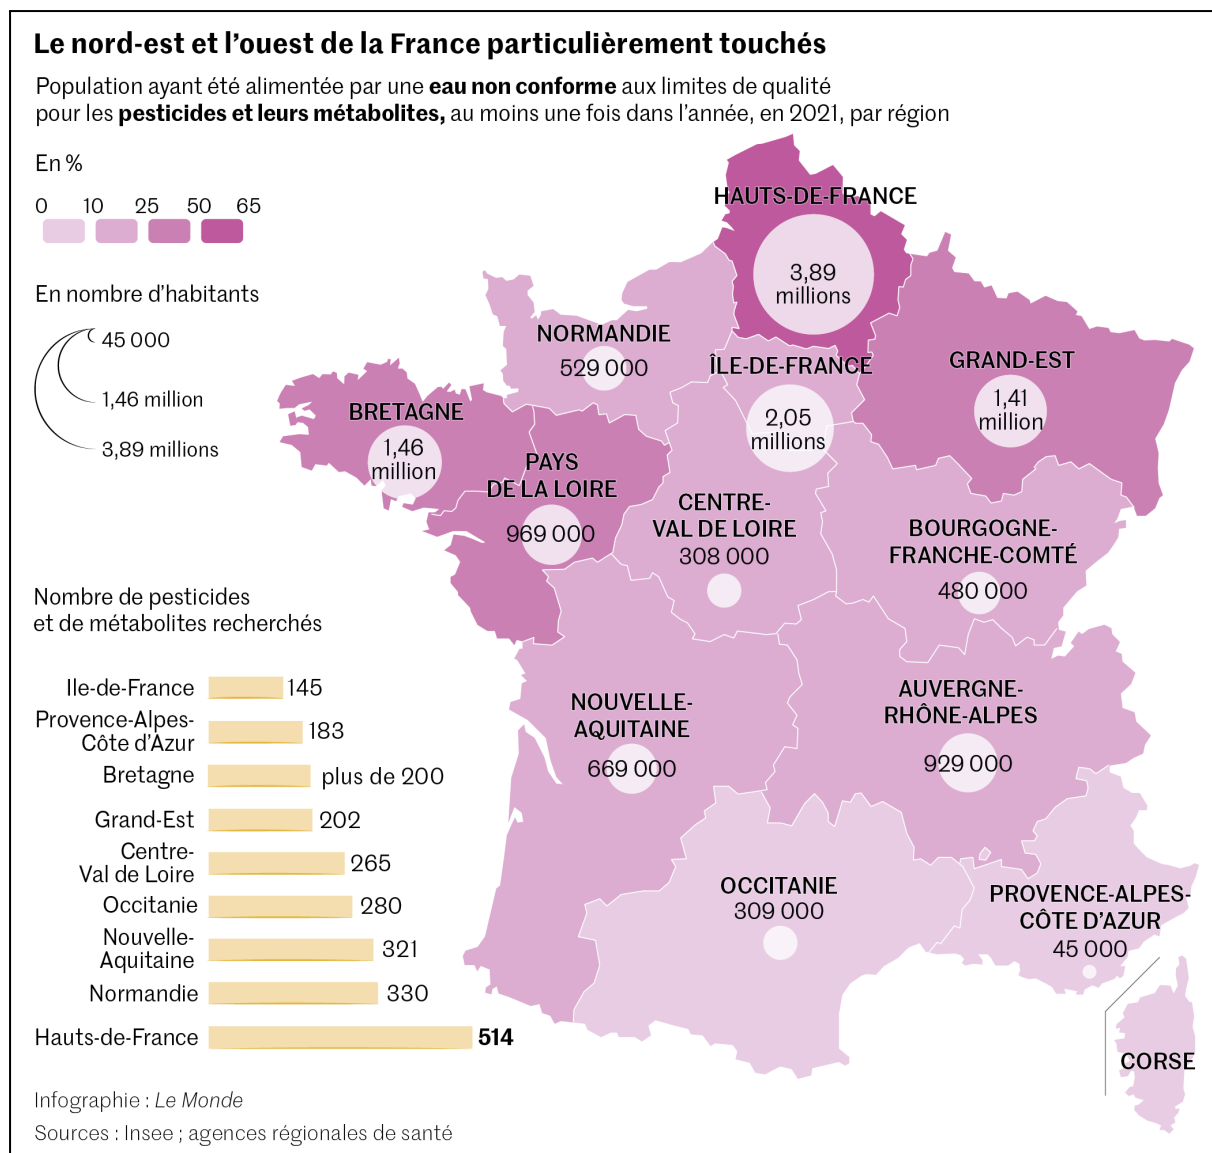 Le nord-est et l’ouest de la France particulièrement touchés
Population ayant été alimentée par une eau non conforme aux limites de qualité
pour les pesticides et leurs métabolites, au moins une fois dans l’année, en 2021, par région
En %
0 10 25 50 65
En nombre d’habitants
45 000
1,46 million
3,89 millions
HAUTS-DE-FRANCE
3,89
millions
NORMANDIE
529 000
ÎLE-DE-FRANCE
2,05
millions
GRAND-EST
1,41
million
BRETAGNE
1,46
million
PAYS
DE LA LOIRE
969 000
CENTRE-
VAL DE LOIRE
308 000
BOURGOGNE-
FRANCHE-COMTÉ
480 000
NOUVELLE-
AQUITAINE
669 000
AUVERGNE-
RHÔNE-ALPES
929 000
OCCITANIE
309 000
PROVENCE-ALPES-
CÔTE D’AZUR
45 000
CORSE
Nombre de pesticides
et de métabolites recherchés
Ile-de-France 145
Provence-Alpes-
Côte d’Azur 183
Bretagne plus de 200
Grand-Est 202
Centre-
Val de Loire 265
Occitanie 280
Nouvelle-
Aquitaine 321
Normandie 330
Hauts-de-France 514
Infographie : Le Monde
Sources : Insee ; agences régionales de santé